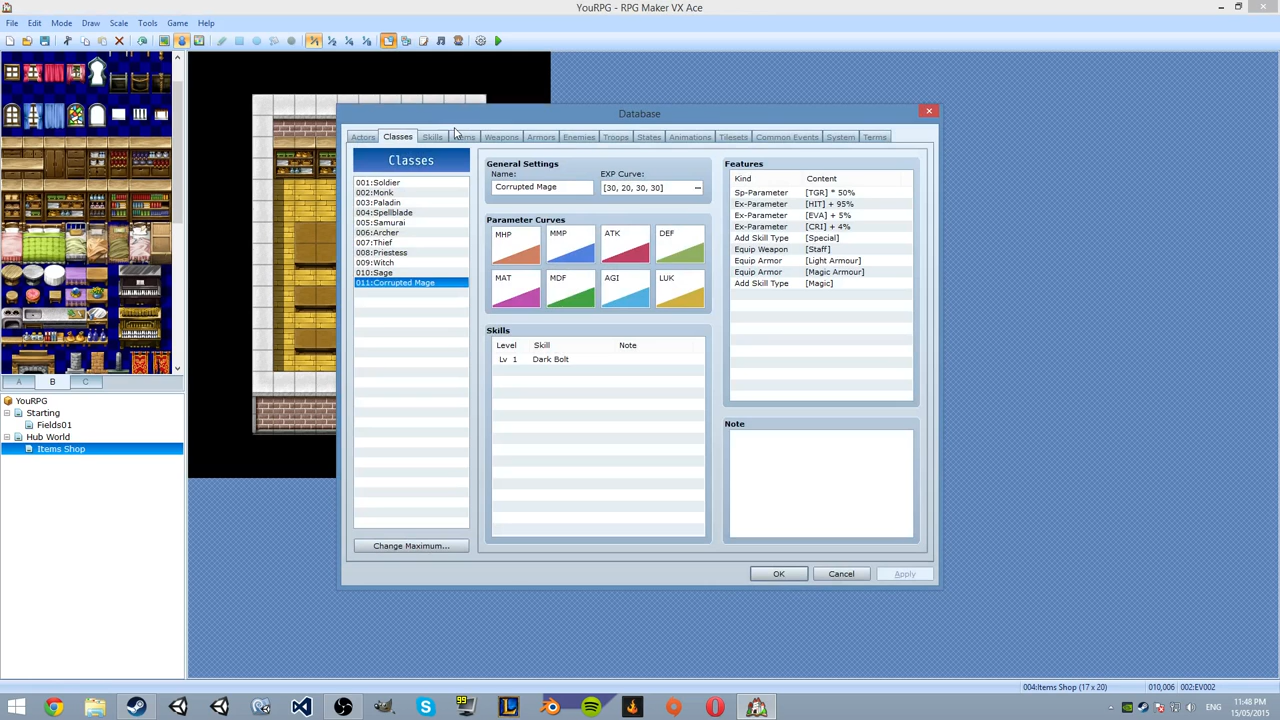 YouRPG - RPG Maker VX Ace
File Edit Mode Draw Scale Tools Game Help
Database
Actors Classes Skills Items Weapons Armors Enemies Troops States Animations Tilesets Common Events System Terms
Classes
001:Soldier
002:Monk
003:Paladin
004:Spellblade
005:Samurai
006:Archer
007:Thief
008:Priestess
009:Witch
010:Sage
011:Corrupted Mage
Change Maximum...
General Settings
Name: EXP Curve:
Corrupted Mage [30, 20, 30, 30]
Parameter Curves
MHP MMP ATK DEF
MAT MDF AGI LUK
Skills
Level Skill Note
Lv 1 Dark Bolt
Features
Kind Content
Sp-Parameter [TGR] * 50%
Ex-Parameter [HIT] + 95%
Ex-Parameter [EVA] + 5%
Ex-Parameter [CRI] + 4%
Add Skill Type [Special]
Equip Weapon [Staff]
Equip Armor [Light Armour]
Equip Armor [Magic Armour]
Add Skill Type [Magic]
Note
OK Cancel Apply
A B C
YouRPG
Starting
Fields01
Hub World
Items Shop
004:Items Shop (17 x 20) 010,006 002:EV002
ENG
11:48 PM
15/05/2015